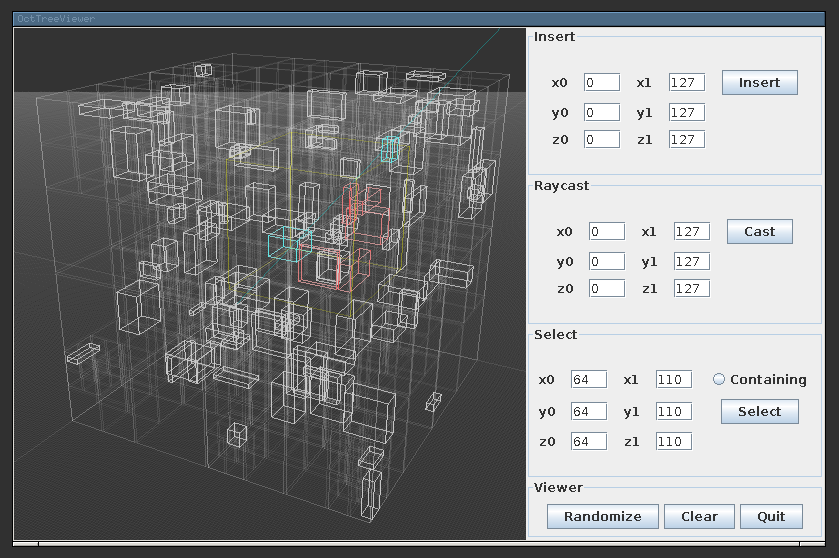 OctTreeViewer
Insert
x0 0 x1 127 Insert
y0 0 y1 127
z0 0 z1 127
Raycast
x0 0 x1 127 Cast
y0 0 y1 127
z0 0 z1 127
Select
x0 64 x1 110 Containing
y0 64 y1 110 Select
z0 64 z1 110
Viewer
Randomize Clear Quit